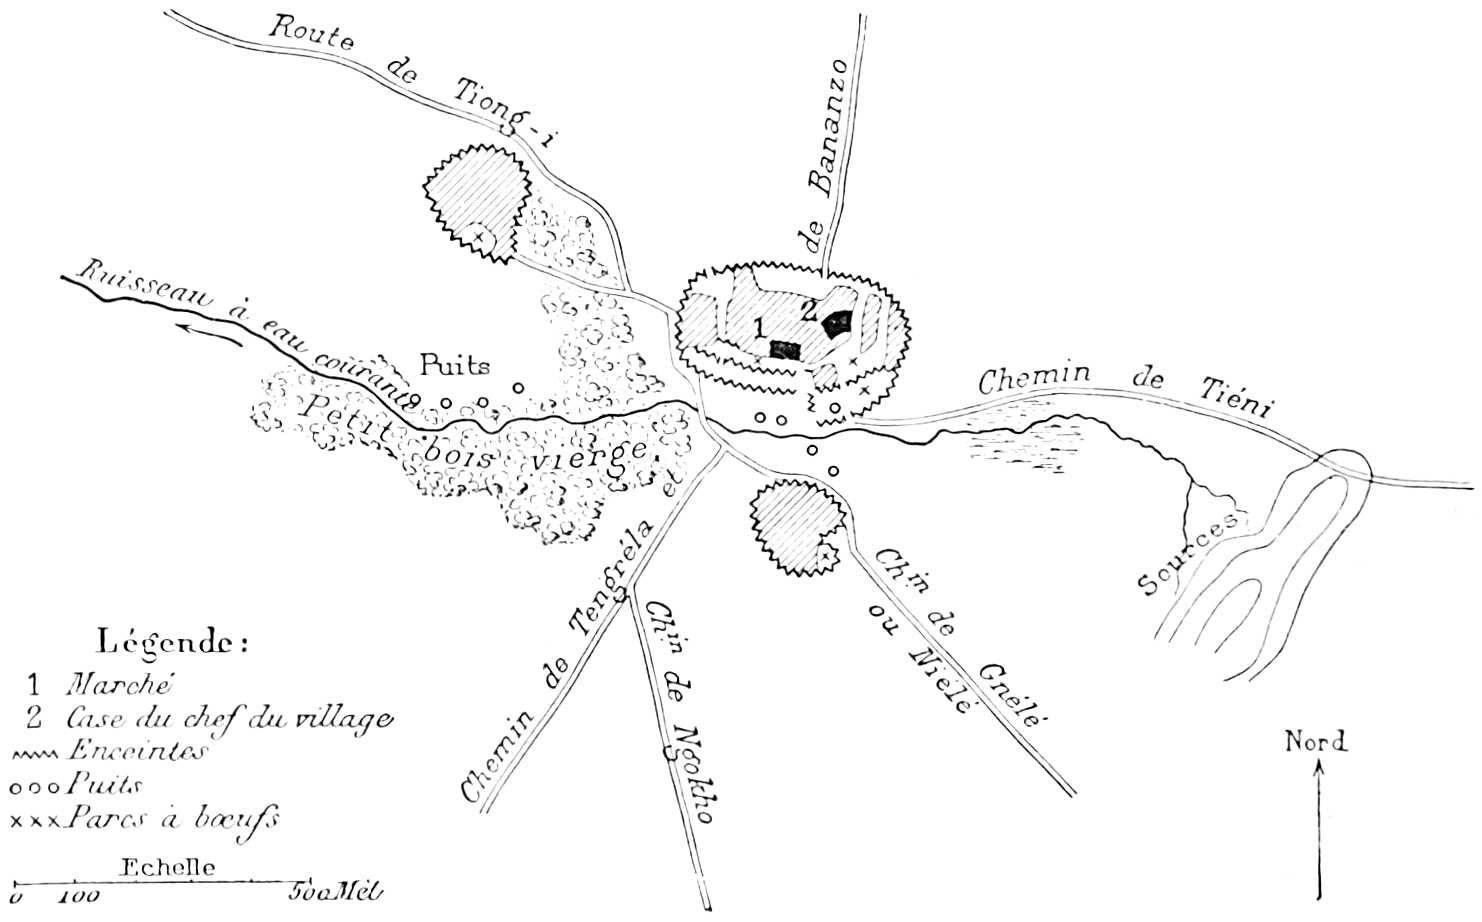 Route de Tiong-i
de Bananzo
Ruisseau à eau courante
Puits
1
2
Chemin de Tiéni
Petit bois vierge
et
Sources
Chemin de Tengréla
Chin de Ngokho
Chin de Gnélé
ou Niélé
Légende:
1 Marché
2 Case du chef du village
Enceintes
Puits
Parcs à bœufs
Echelle
0 100 500 Mèt
Nord